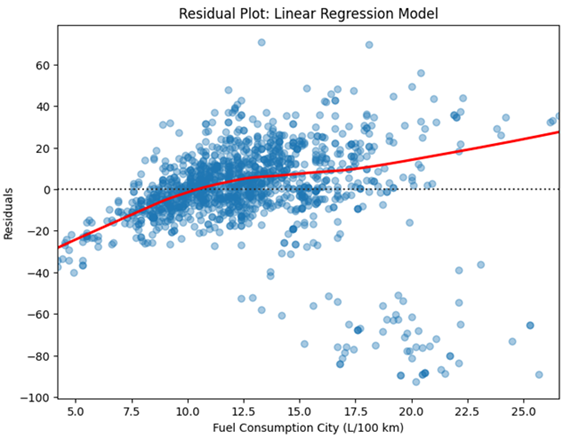 Residual Plot: Linear Regression Model
Residuals
60
40
20
0
−20
−40
−60
−80
−100
5.0 7.5 10.0 12.5 15.0 17.5 20.0 22.5 25.0
Fuel Consumption City (L/100 km)